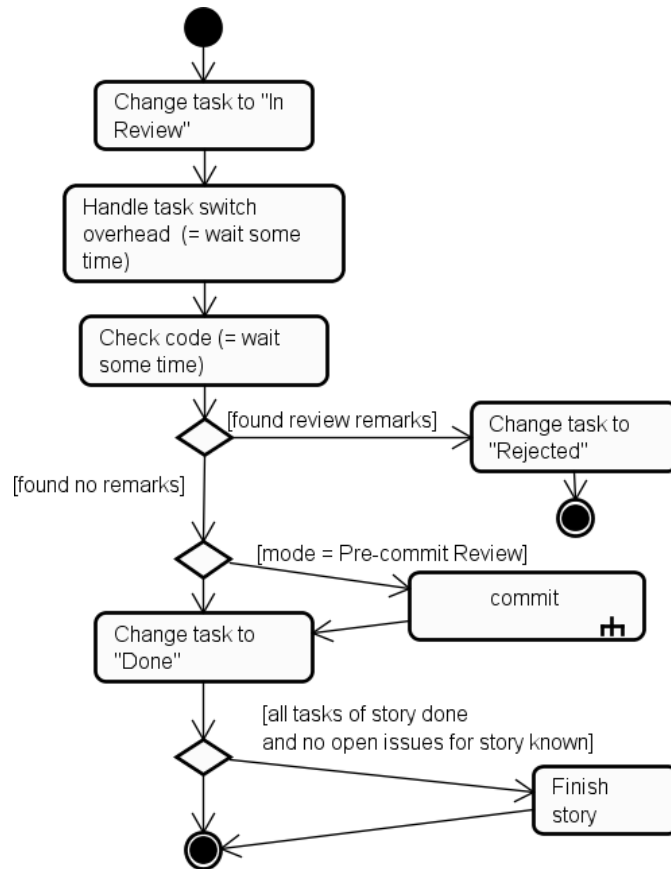 Change task to "In
Review"
Handle task switch
overhead  (= wait some
time)
Check code (= wait
some time)
[found review remarks]
Change task to
"Rejected"
[found no remarks]
[mode = Pre-commit Review]
commit
Change task to
"Done"
[all tasks of story done
and no open issues for story known]
Finish
story